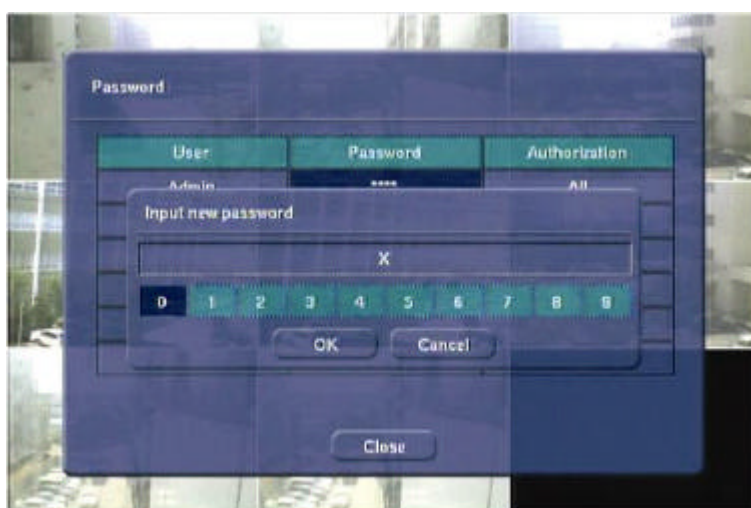 Password
User Password Authorization
Admin **** All
Input new password
X
0 1 2 3 4 5 6 7 8 9
OK Cancel
Close